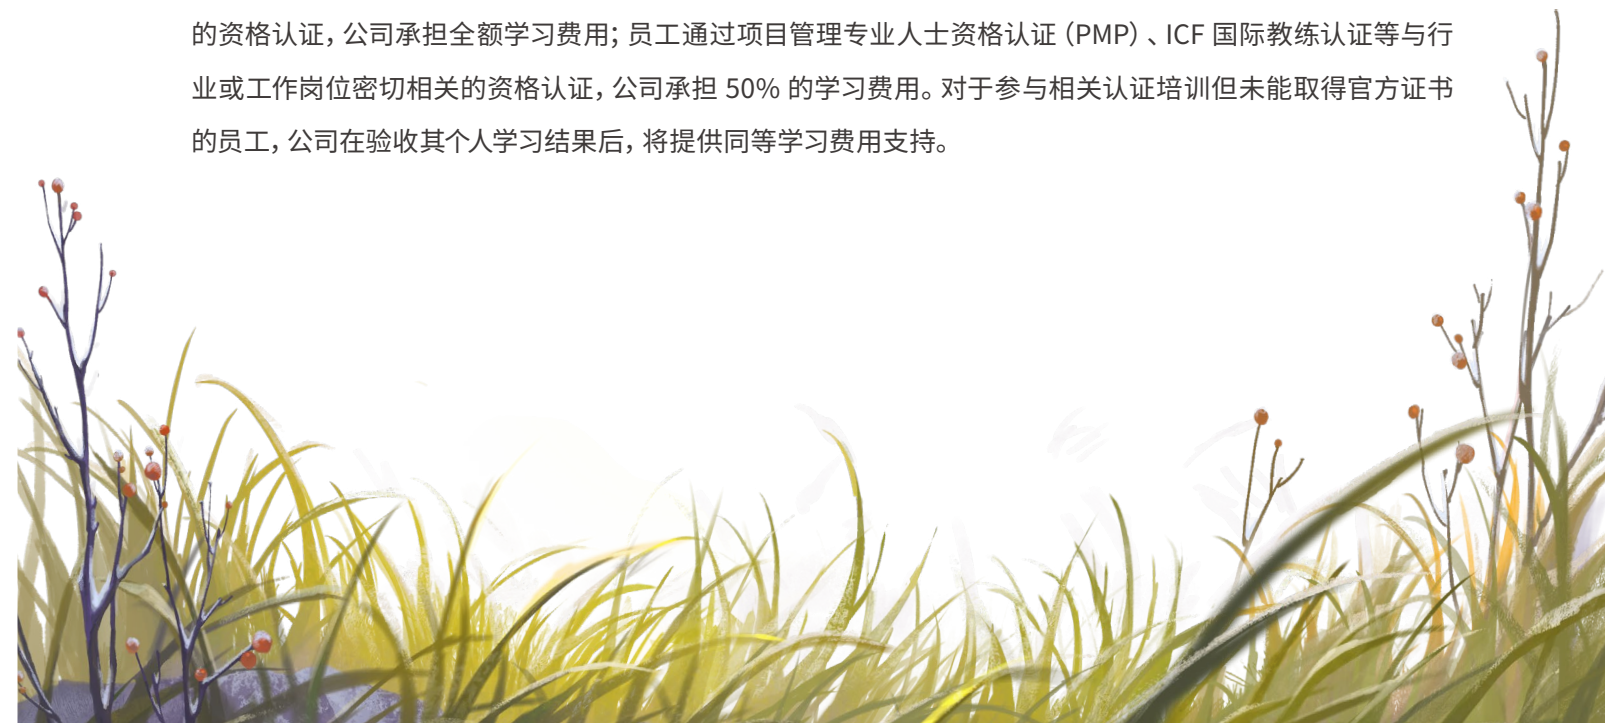 的资格认证，公司承担全额学习费用；员工通过项目管理专业人士资格认证（PMP）、ICF 国际教练认证等与行
业或工作岗位密切相关的资格认证，公司承担 50% 的学习费用。对于参与相关认证培训但未能取得官方证书
的员工，公司在验收其个人学习结果后，将提供同等学习费用支持。